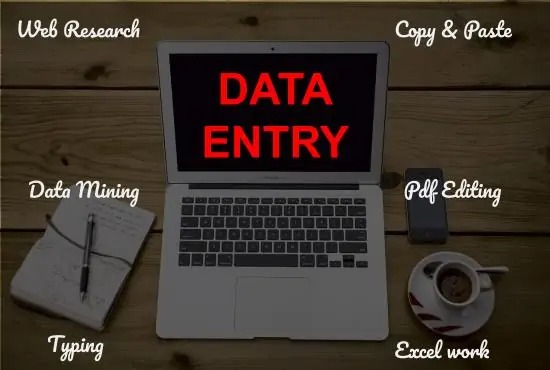 Web Research
Copy & Paste
DATA
ENTRY
Data Mining
Pdf Editing
Typing
Excel work